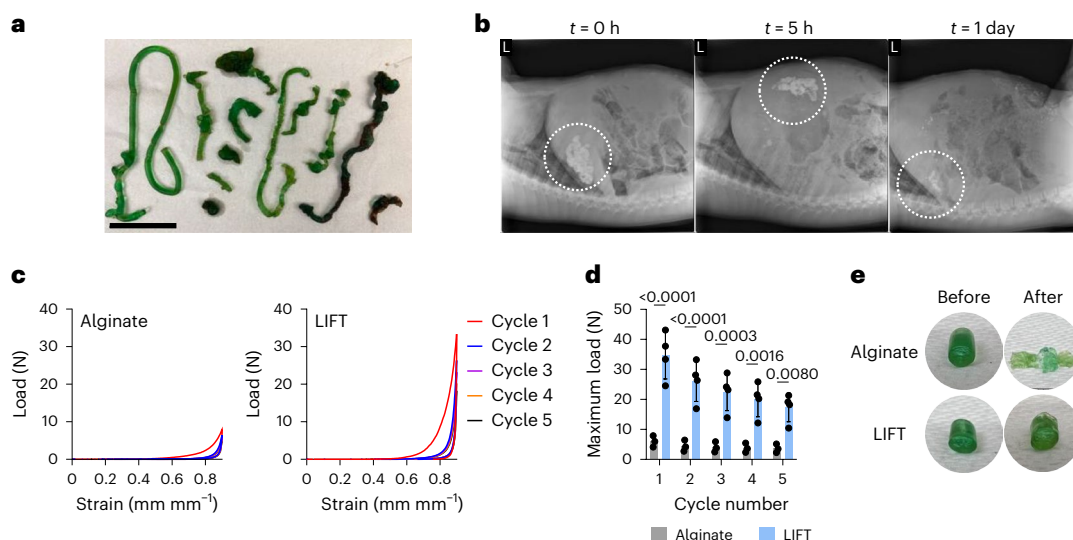 a
b
t = 0 h
t = 5 h
t = 1 day
L
L
L
c
40
30
20
10
0
Load (N)
Alginate
0
0.2
0.4
0.6
0.8
Strain (mm mm⁻¹)
40
30
20
10
0
Load (N)
LIFT
0
0.2
0.4
0.6
0.8
Strain (mm mm⁻¹)
Cycle 1
Cycle 2
Cycle 3
Cycle 4
Cycle 5
d
<0.0001
<0.0001
0.0003
0.0016
0.0080
50
40
30
20
10
0
Maximum load (N)
1
2
3
4
5
Cycle number
Alginate
LIFT
e
Before
After
Alginate
LIFT